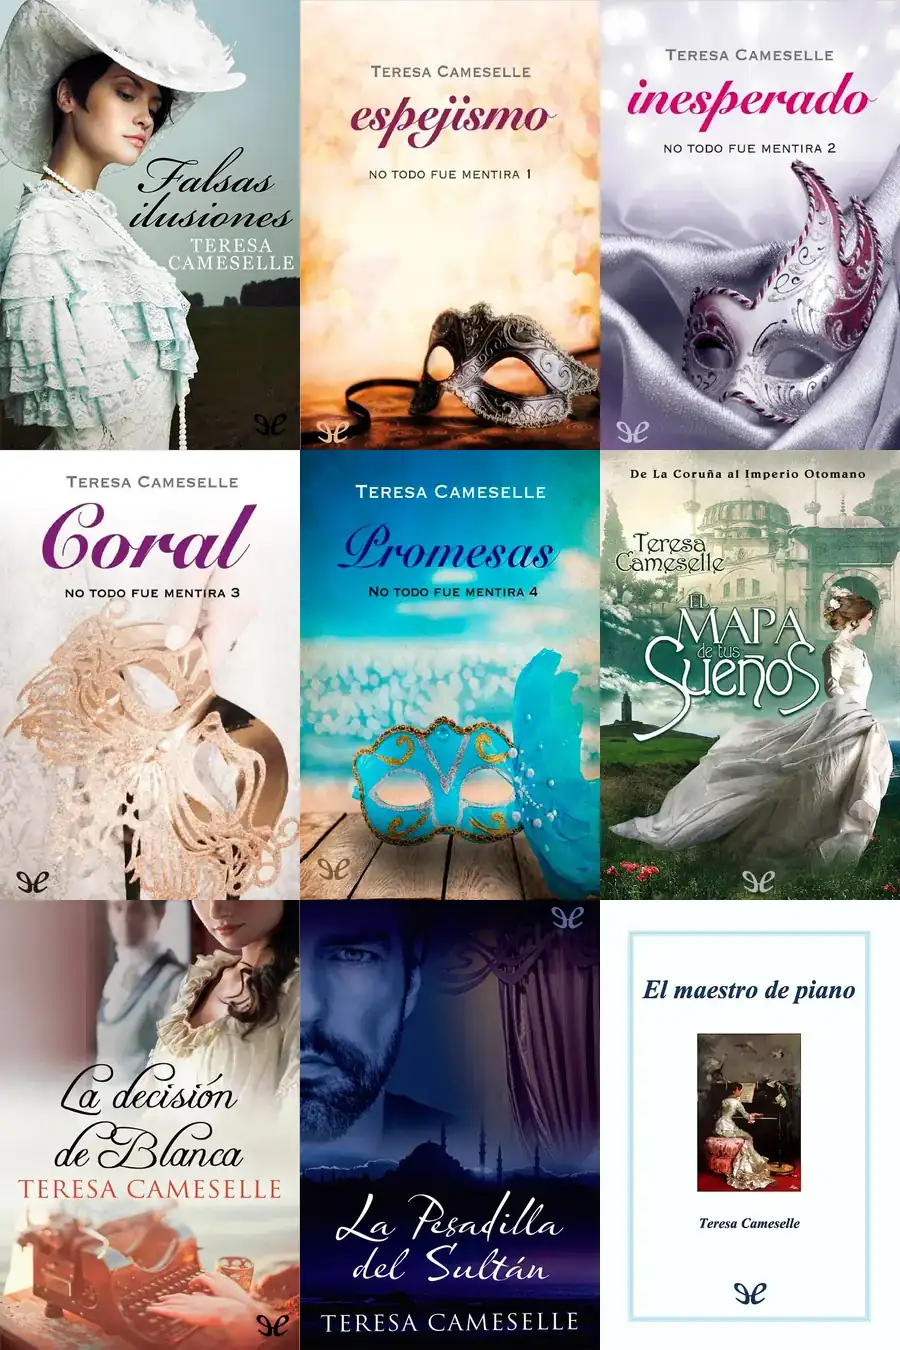 Falsas
ilusiones
TERESA
CAMESELLE
TERESA CAMESELLE
espejismo
NO TODO FUE MENTIRA 1
TERESA CAMESELLE
inesperado
NO TODO FUE MENTIRA 2
TERESA CAMESELLE
Coral
NO TODO FUE MENTIRA 3
TERESA CAMESELLE
Promesas
NO TODO FUE MENTIRA 4
De La Coruña al Imperio Otomano
Teresa
Cameselle
EL
MAPA
de tus
SUEÑOS
La decisión
de Blanca
TERESA CAMESELLE
La Pesadilla
del Sultán
TERESA CAMESELLE
El maestro de piano
Teresa Cameselle